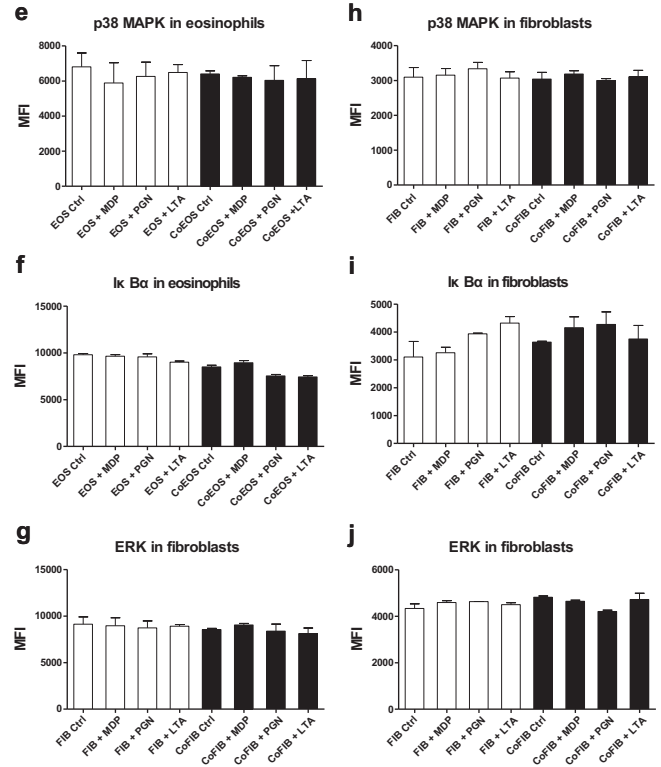 e
p38 MAPK in eosinophils
MFI
8000
6000
4000
2000
0
EOS Ctrl
EOS + MDP
EOS + PGN
EOS + LTA
CoEOS Ctrl
CoEOS + MDP
CoEOS + PGN
CoEOS +LTA
h
p38 MAPK in fibroblasts
MFI
4000
3000
2000
1000
0
FIB Ctrl
FIB + MDP
FIB + PGN
FIB + LTA
CoFIB Ctrl
CoFIB + MDP
CoFIB + PGN
CoFIB + LTA
f
Iκ Bα in eosinophils
MFI
15000
10000
5000
0
EOS Ctrl
EOS + MDP
EOS + PGN
EOS + LTA
CoEOS Ctrl
CoEOS + MDP
CoEOS + PGN
CoEOS + LTA
i
Iκ Bα in fibroblasts
MFI
5000
4000
3000
2000
1000
0
FIB Ctrl
FIB + MDP
FIB + PGN
FIB + LTA
CoFIB Ctrl
CoFIB + MDP
CoFIB + PGN
CoFIB + LTA
g
ERK in fibroblasts
MFI
15000
10000
5000
0
FIB Ctrl
FIB + MDP
FIB + PGN
FIB + LTA
CoFIB Ctrl
CoFIB + MDP
CoFIB + PGN
CoFIB + LTA
j
ERK in fibroblasts
MFI
6000
4000
2000
0
FIB Ctrl
FIB + MDP
FIB + PGN
FIB + LTA
CoFIB Ctrl
CoFIB + MDP
CoFIB + PGN
CoFIB + LTA